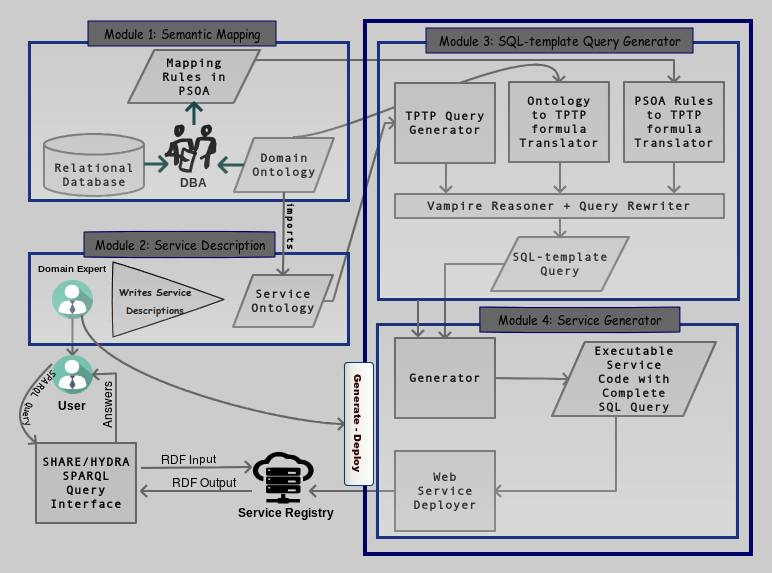 Module 1: Semantic Mapping
Mapping
Rules in
PSOA
Relational
Database
DBA
Domain
Ontology
imports
Module 2: Service Description
Domain Expert
Writes Service
Descriptions
Service
Ontology
Module 3: SQL-template Query Generator
TPTP Query
Generator
Ontology
to TPTP
formula
Translator
PSOA Rules
to TPTP
formula
Translator
Vampire Reasoner + Query Rewriter
SQL-template
Query
Module 4: Service Generator
Generator
Executable
Service
Code with
Complete
SQL Query
Web
Service
Deployer
Generate - Deploy
User
SPARQL Query
Answers
SHARE/HYDRA
SPARQL
Query
Interface
RDF Input
RDF Output
Service Registry